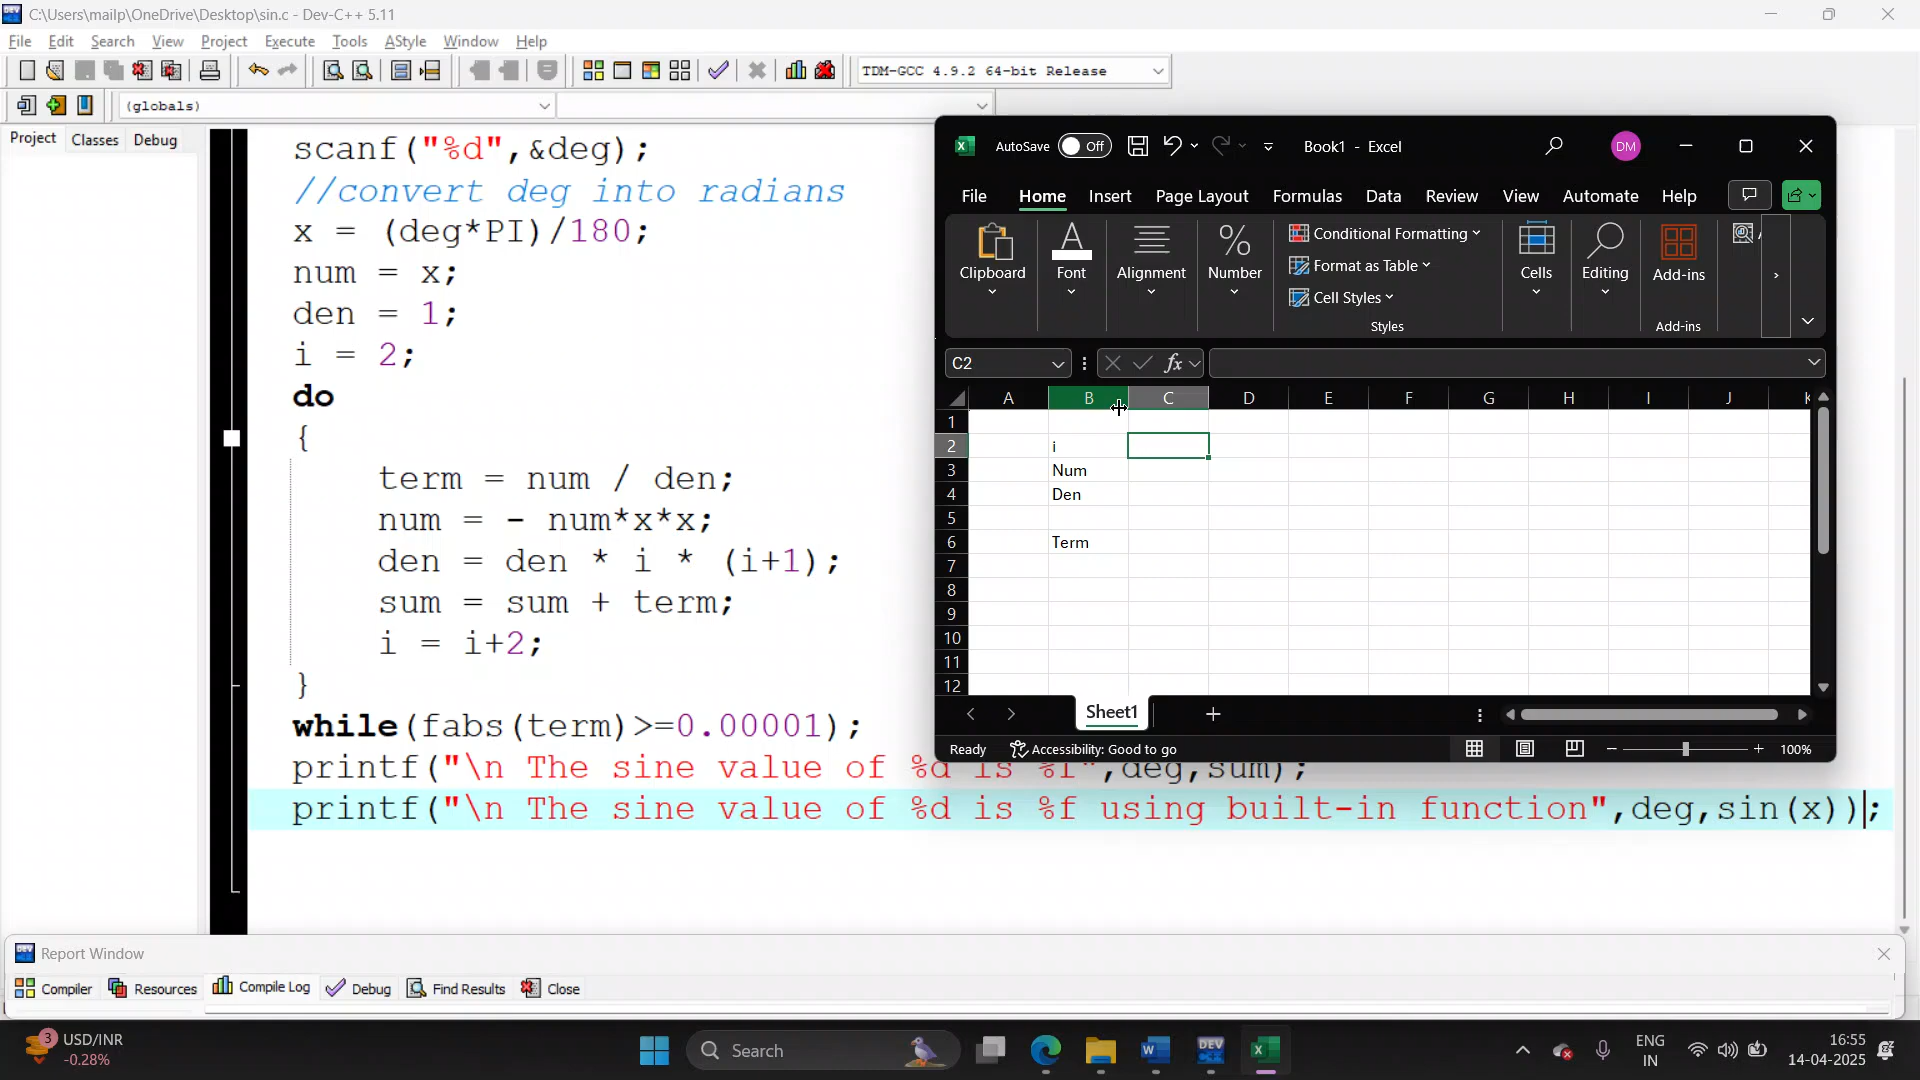 C:\Users\mailp\OneDrive\Desktop\sin.c - Dev-C++ 5.11
File Edit Search View Project Execute Tools AStyle Window Help
TDM-GCC 4.9.2 64-bit Release
(globals)
Project Classes Debug
scanf("%d",&deg);
//convert deg into radians
x = (deg*PI)/180;
num = x;
den = 1;
i = 2;
do
{
term = num / den;
num = - num*x*x;
den = den * i * (i+1);
sum = sum + term;
i = i+2;
}
while(fabs(term)>=0.00001);
printf("\n The sine value of %d is %f",deg,sum);
printf("\n The sine value of %d is %f using built-in function",deg,sin(x));
AutoSave Off Book1 - Excel DM
File Home Insert Page Layout Formulas Data Review View Automate Help
Clipboard Font Alignment Number Conditional Formatting Format as Table Cell Styles Styles Cells Editing Add-ins
Add-ins
C2 fx
A B C D E F G H I J K
1
2 i
3 Num
4 Den
5
6 Term
7
8
9
10
11
12
Sheet1
Ready Accessibility: Good to go 100%
Report Window
Compiler Resources Compile Log Debug Find Results Close
3 USD/INR
-0.28%
Search
DEV
ENG
IN
16:55
14-04-2025